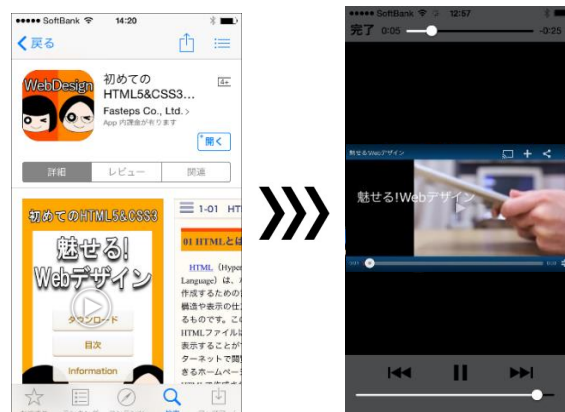 SoftBank 14:20
戻る
WebDesign
初めての
HTML5&CSS3...
4+
Fasteps Co., Ltd. >
App 内課金が有ります
開く
詳細 レビュー 関連
初めてのHTML5&CSS3
魅せる!
Webデザイン
ダウンロード
目次
Information
1-01 HT
01 HTMLとは
HTML (Hyper
Language) は、
作成するための
構造や表示の仕
るものです。こ
HTMLファイルに
表示することが
ターネットで閲
きるホームペー
SoftBank 12:57
完了 0:05 -0:25
魅せるWebデザイン
魅せる!Webデザイン